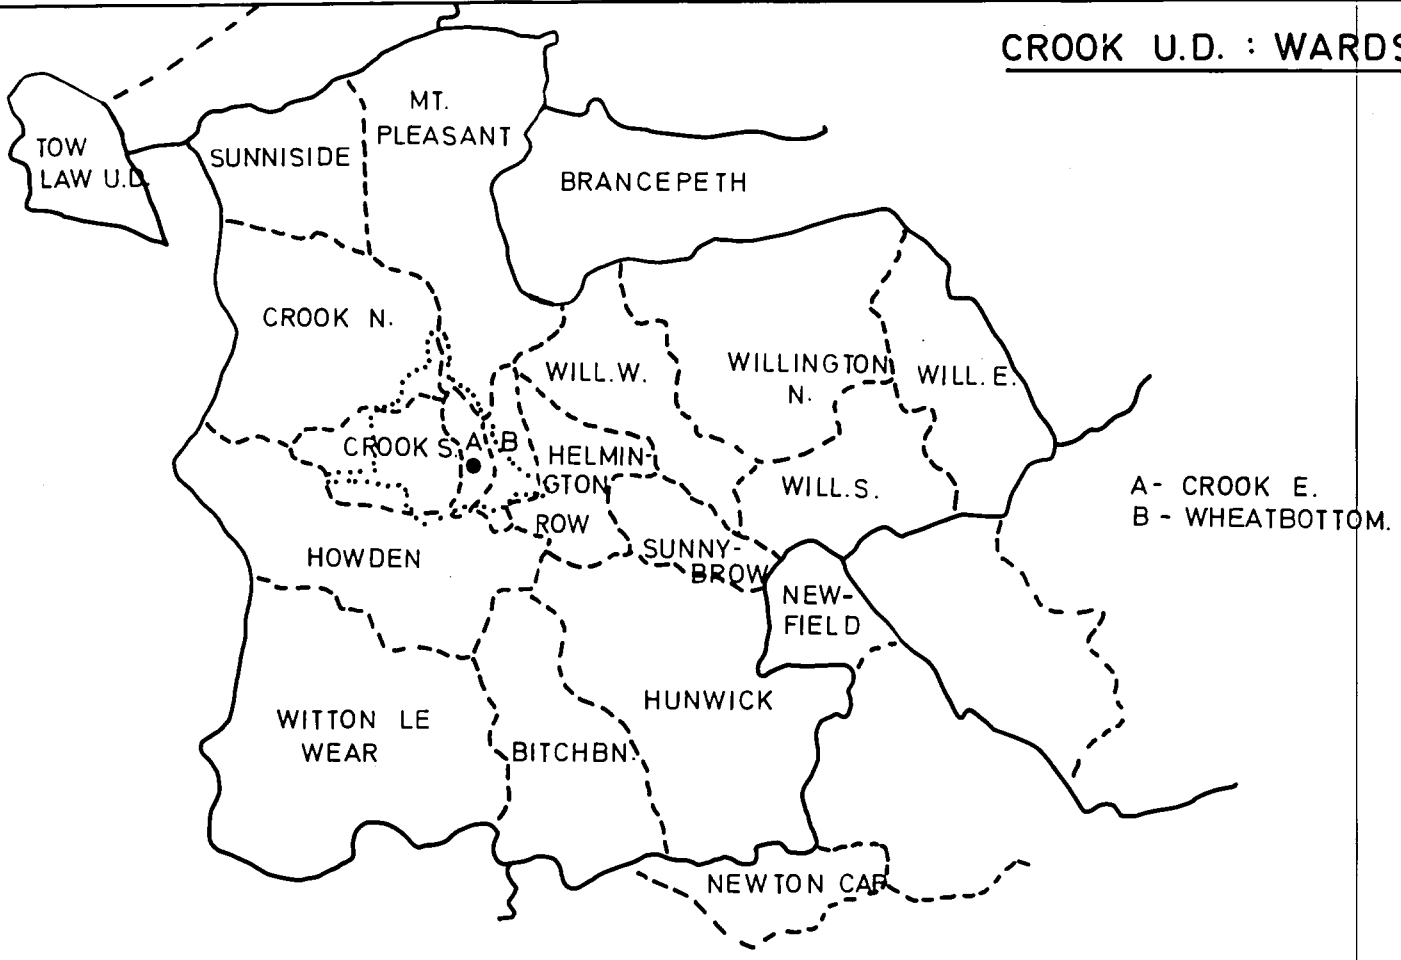 CROOK U.D. : WARDS
MT.
PLEASANT
TOW
LAW U.D.
SUNNISIDE
BRANCEPETH
CROOK N.
WILL.W.
WILLINGTON
N.
WILL.E.
CROOK S.
A
B
HELMIN-
GTON
ROW
WILL.S.
A- CROOK E.
B - WHEATBOTTOM.
HOWDEN
SUNNY-
BROW
NEW-
FIELD
HUNWICK
WITTON LE
WEAR
BITCHBN.
NEWTON CAP